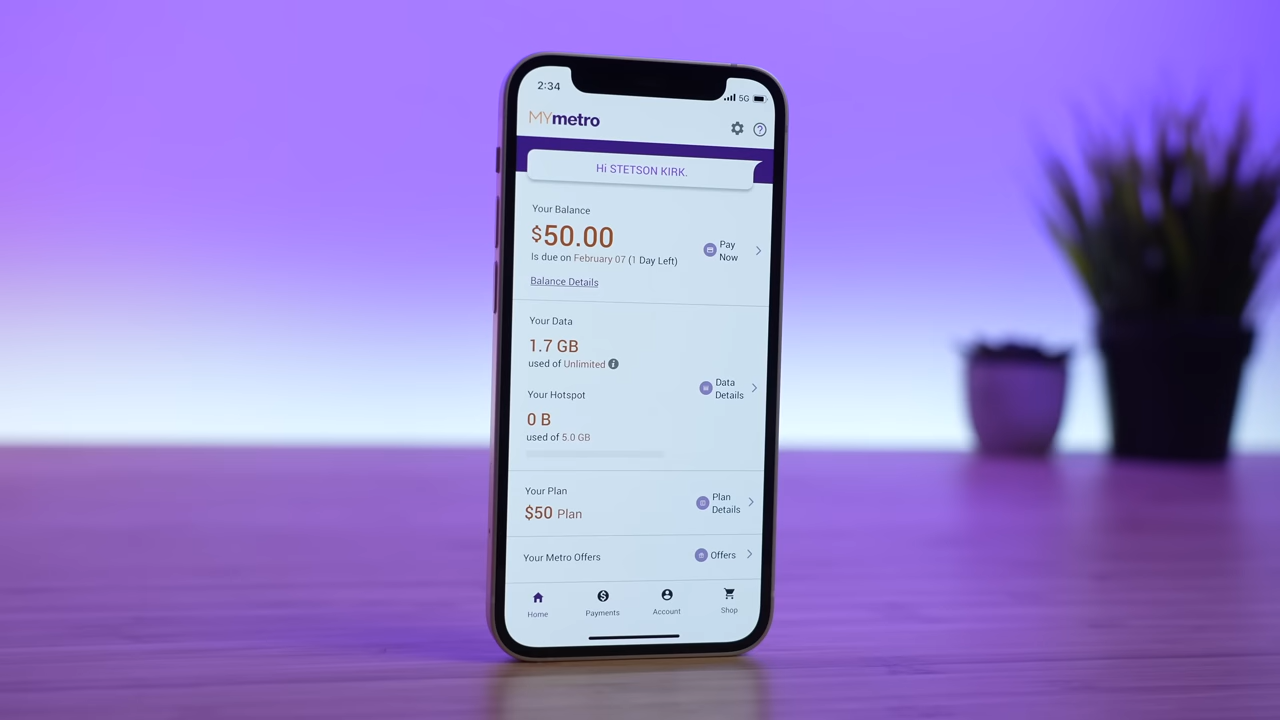 2:34
5G
MYmetro
Hi STETSON KIRK.
Your Balance
$50.00
Pay
Now
Is due on February 07 (1 Day Left)
Balance Details
Your Data
1.7 GB
used of Unlimited
Data
Details
Your Hotspot
0 B
used of 5.0 GB
Your Plan
$50 Plan
Plan
Details
Your Metro Offers
Offers
Home
Payments
Account
Shop